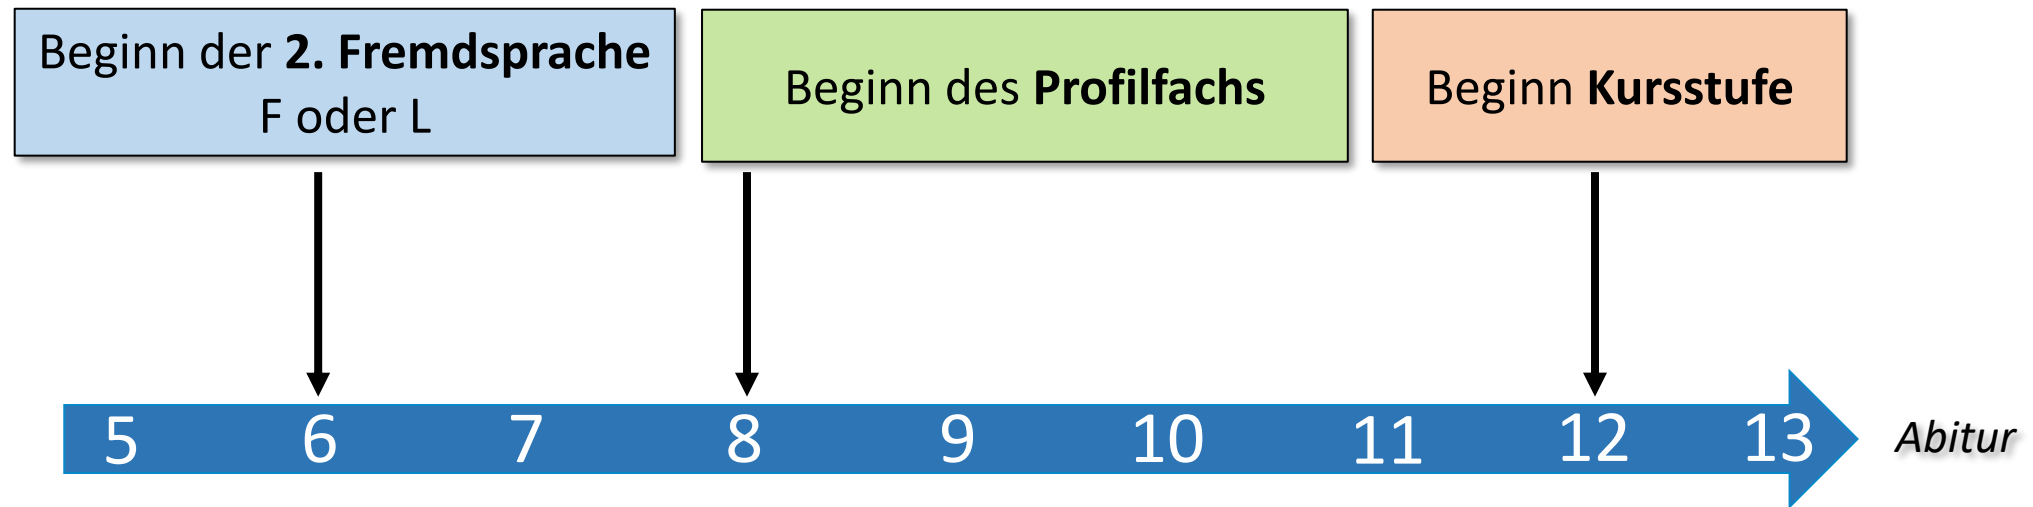 Beginn der 2. Fremdsprache
F oder L
Beginn des Profilfachs
Beginn Kursstufe
5 6 7 8 9 10 11 12 13 Abitur